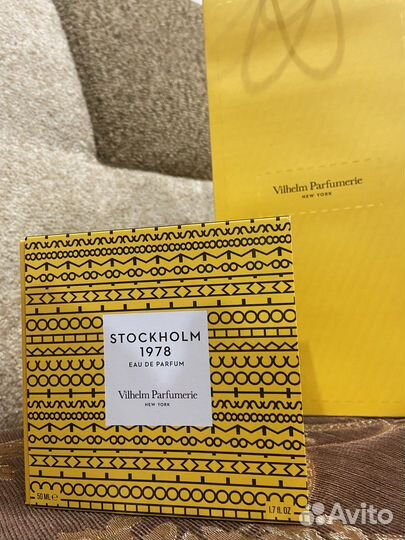 Vilhelm Parfumerie
NEW YORK
STOCKHOLM
1978
EAU DE PARFUM
Vilhelm Parfumerie
NEW YORK
50 ML ℮
1.7 fl. OZ
Avito